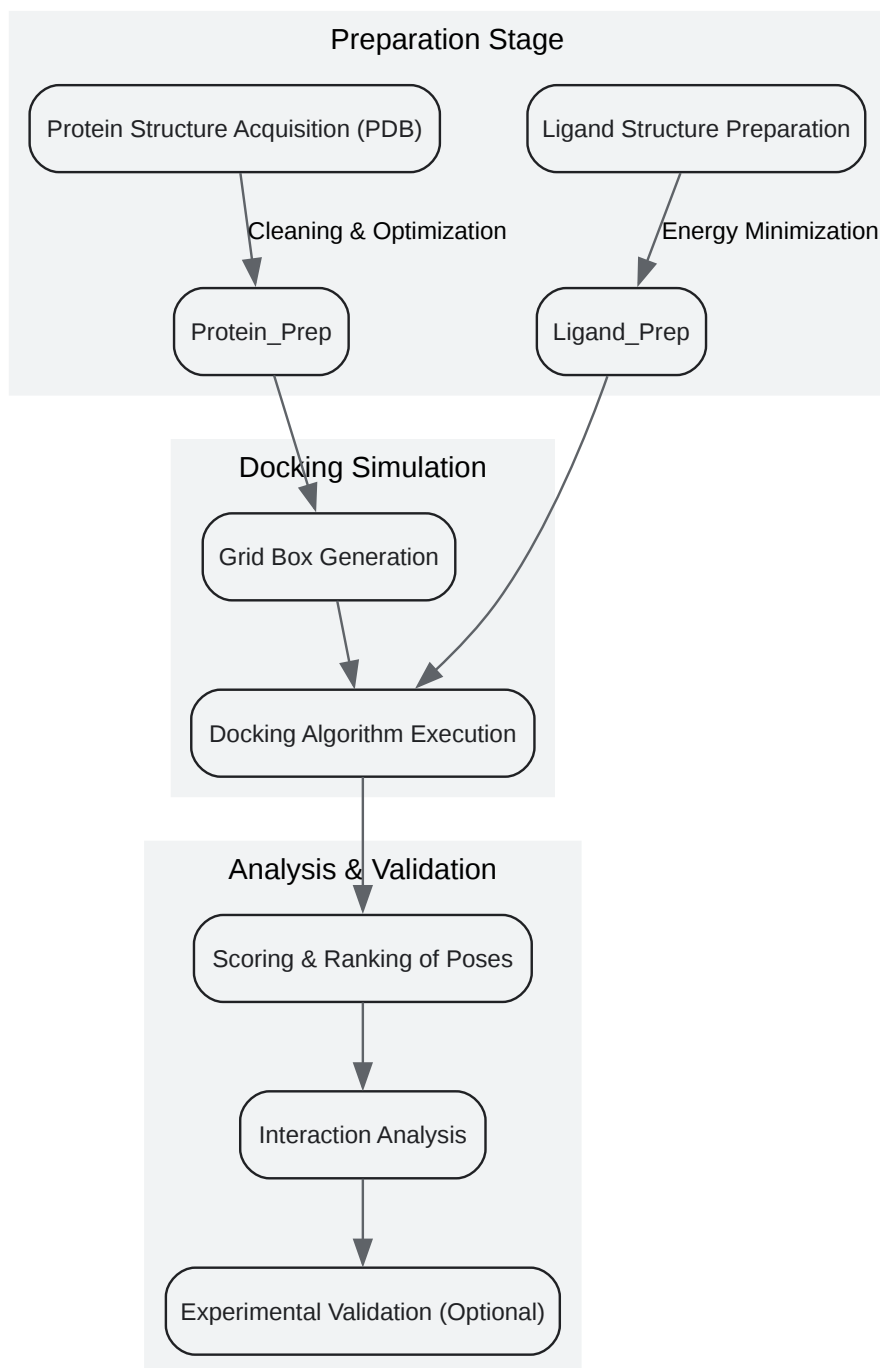 Preparation Stage
Protein Structure Acquisition (PDB)
Ligand Structure Preparation
Cleaning & Optimization
Energy Minimization
Protein_Prep
Ligand_Prep
Docking Simulation
Grid Box Generation
Docking Algorithm Execution
Analysis & Validation
Scoring & Ranking of Poses
Interaction Analysis
Experimental Validation (Optional)